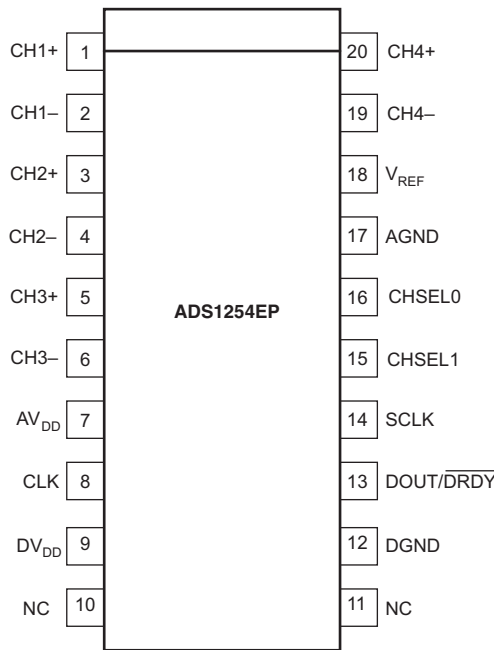 CH1+ 1 20 CH4+
CH1– 2 19 CH4–
CH2+ 3 18 VREF
CH2– 4 17 AGND
CH3+ 5 16 CHSEL0
ADS1254EP
CH3– 6 15 CHSEL1
AVDD 7 14 SCLK
CLK 8 13 DOUT/DRDY
DVDD 9 12 DGND
NC 10 11 NC